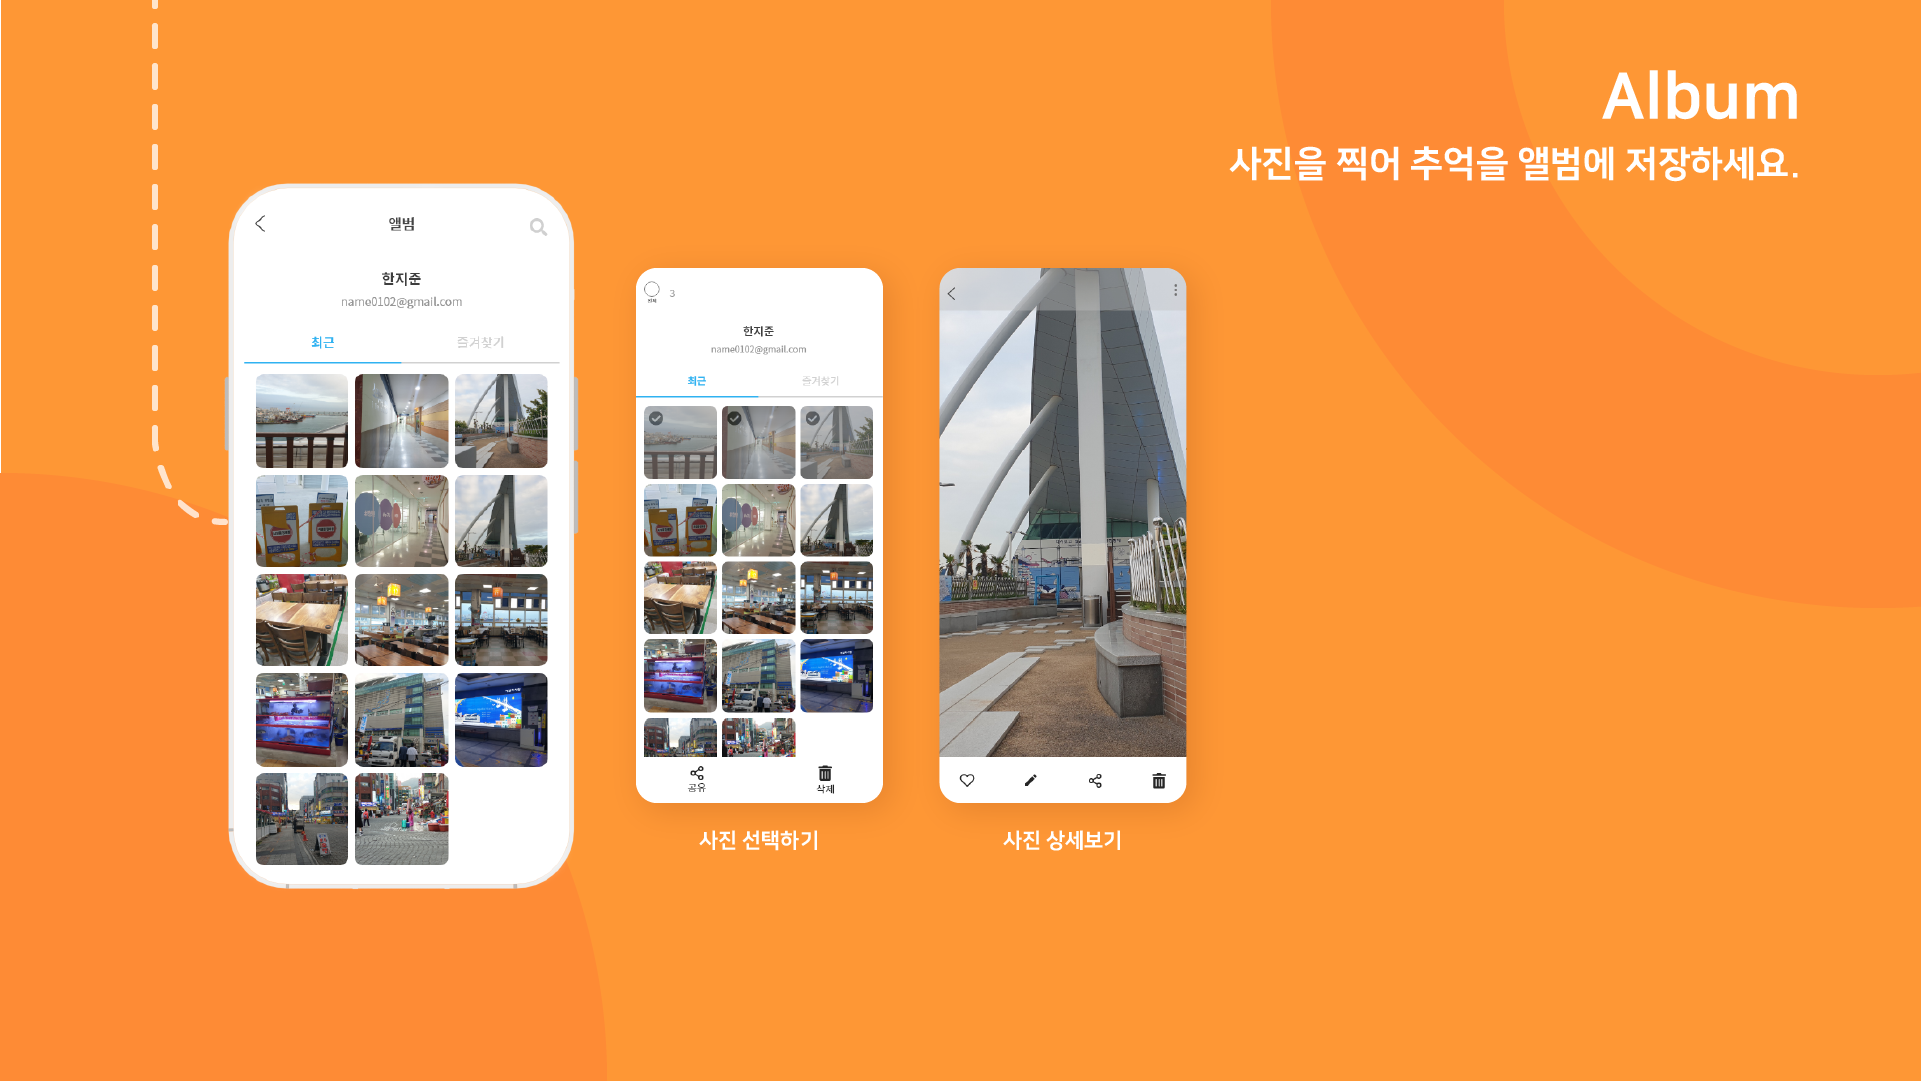 Album
사진을 찍어 추억을 앨범에 저장하세요.
앨범
한지준
name0102@gmail.com
최근 즐겨찾기
3
한지준
name0102@gmail.com
최근 즐겨찾기
공유 삭제
사진 선택하기
사진 상세보기